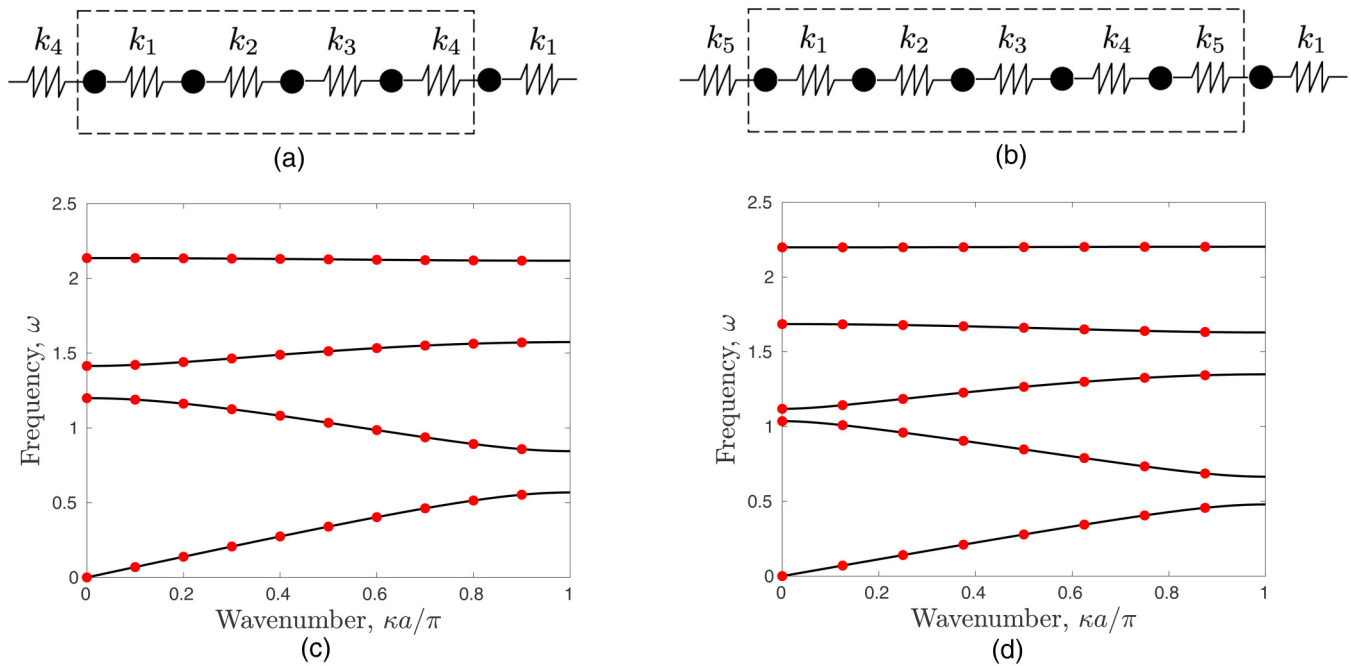 k₄ k₁ k₂ k₃ k₄ k₁
(a)
k₅ k₁ k₂ k₃ k₄ k₅ k₁
(b)
2.5
2
1.5
1
0.5
0
Frequency, ω
0 0.2 0.4 0.6 0.8 1
Wavenumber, κa/π
(c)
2.5
2
1.5
1
0.5
0
Frequency, ω
0 0.2 0.4 0.6 0.8 1
Wavenumber, κa/π
(d)